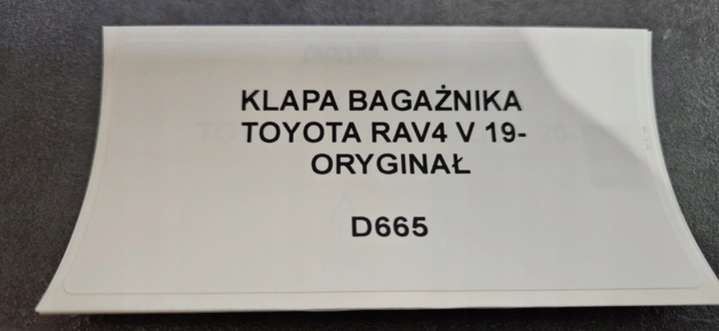 KLAPA BAGAŻNIKA
TOYOTA RAV4 V 19-
ORYGINAŁ
D665